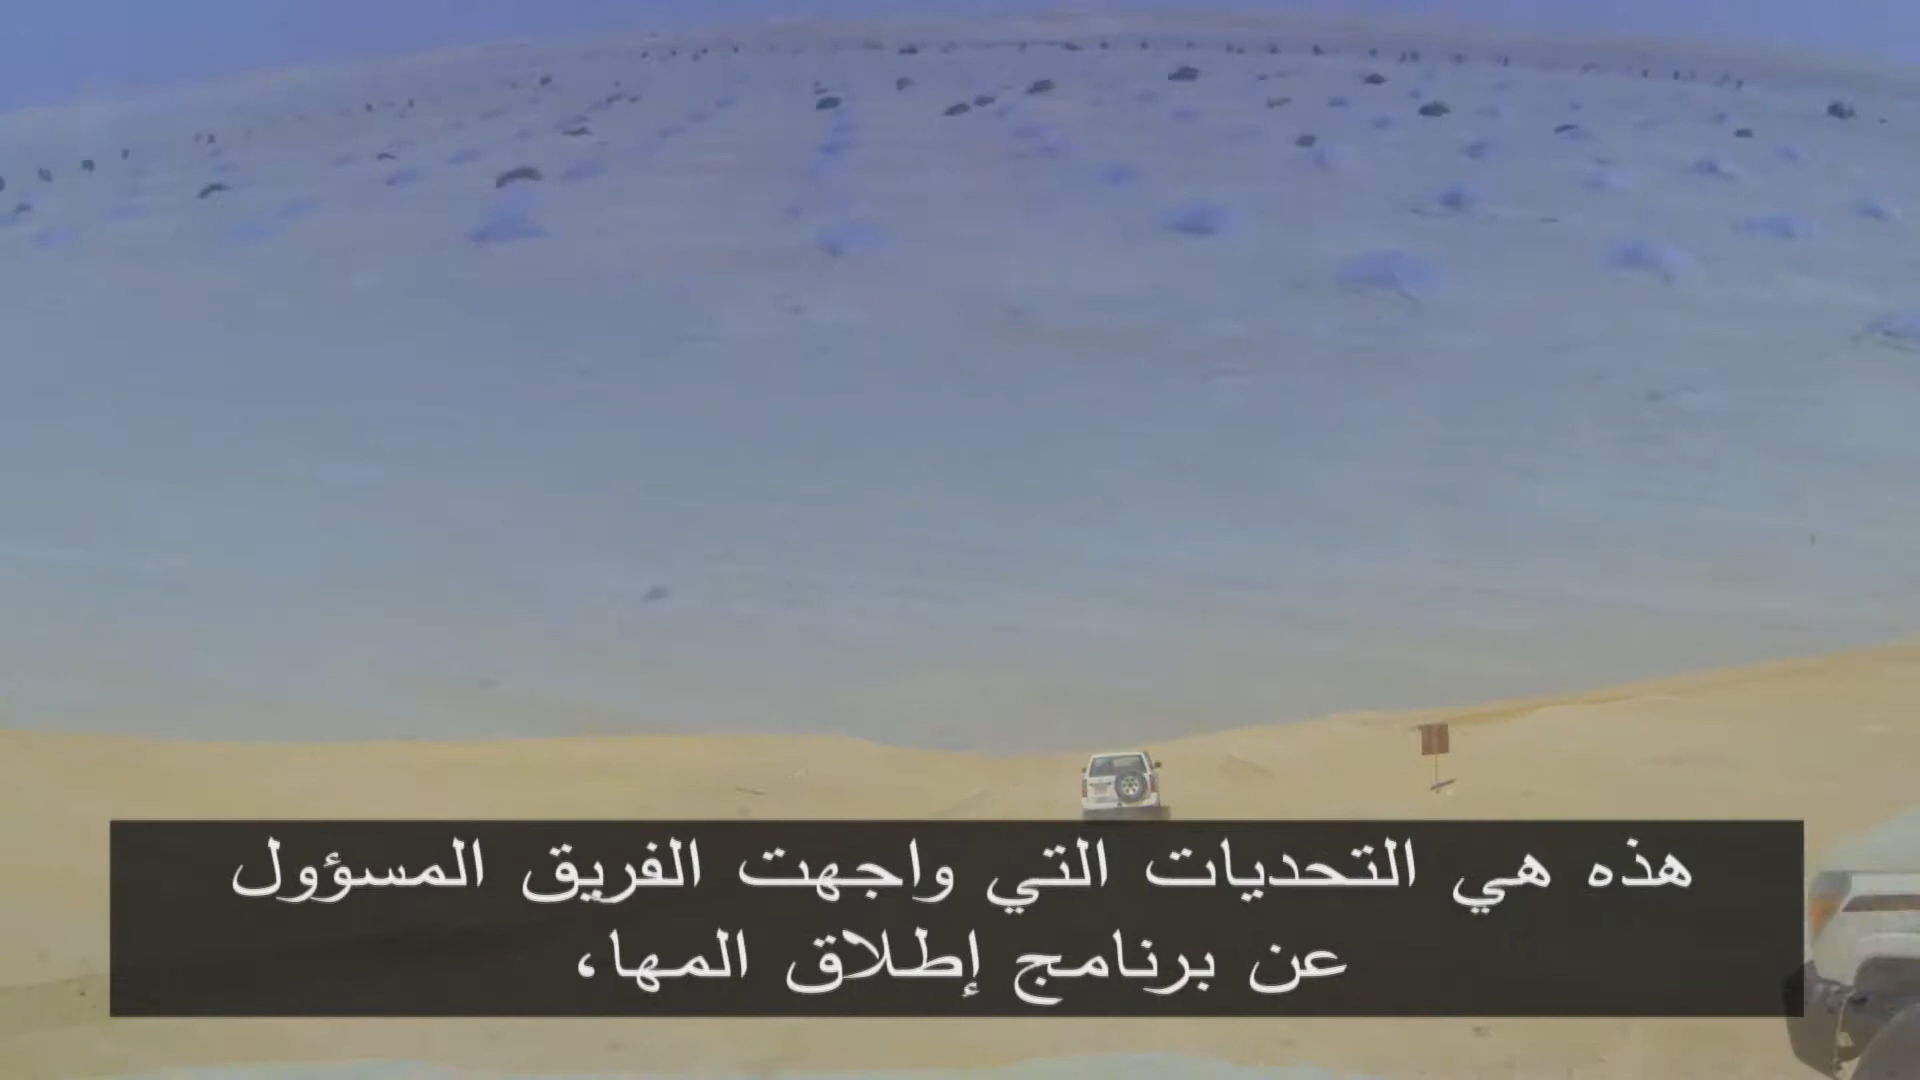 هذه هي التحديات التي واجهت الفريق المسؤول
عن برنامج إطلاق المها،